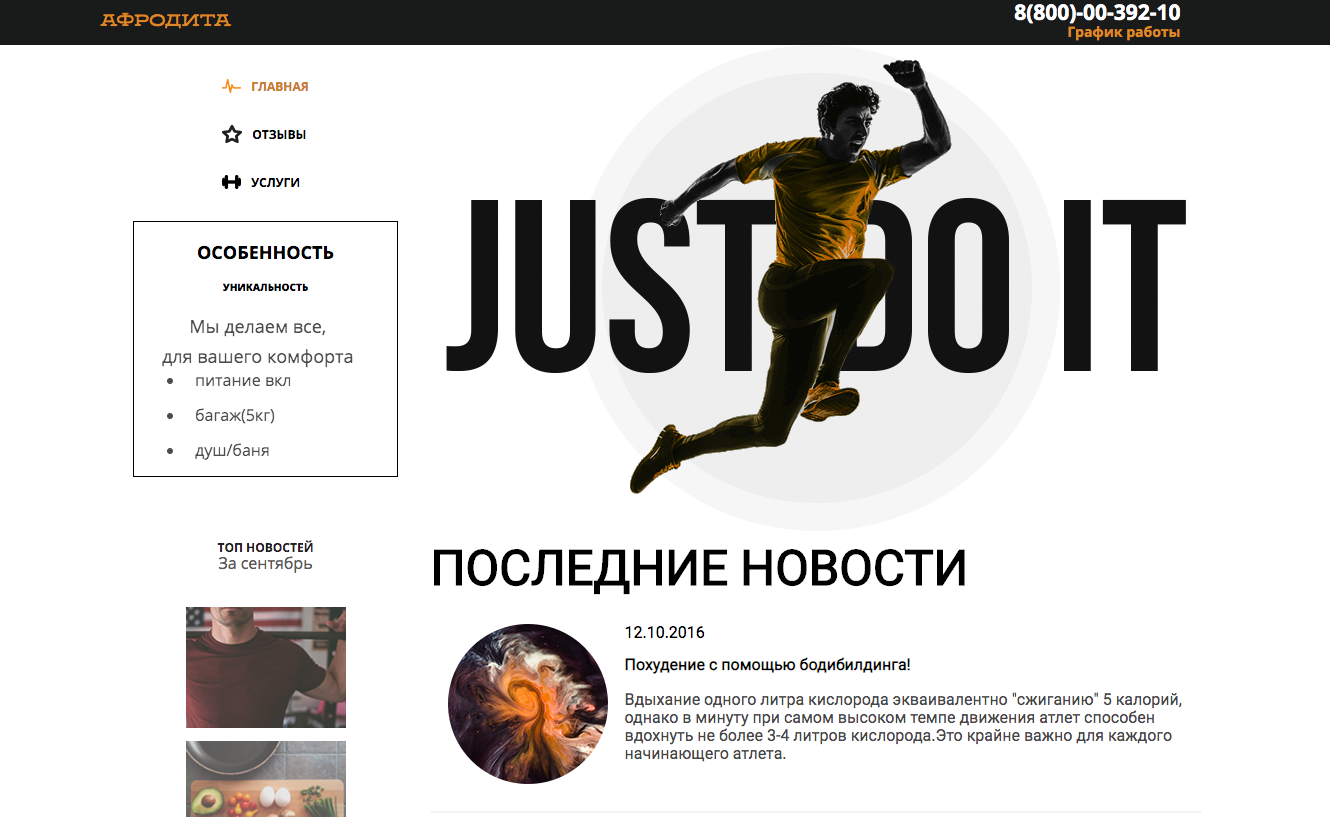 АФРОДИТА
8(800)-00-392-10
График работы
ГЛАВНАЯ
ОТЗЫВЫ
УСЛУГИ
ОСОБЕННОСТЬ
УНИКАЛЬНОСТЬ
Мы делаем все,
для вашего комфорта
питание вкл
багаж(5кг)
душ/баня
ТОП НОВОСТЕЙ
За сентябрь
JUST DO IT
ПОСЛЕДНИЕ НОВОСТИ
12.10.2016
Похудение с помощью бодибилдинга!
Вдыхание одного литра кислорода экваивалентно "сжиганию" 5 калорий,
однако в минуту при самом высоком темпе движения атлет способен
вдохнуть не более 3-4 литров кислорода.Это крайне важно для каждого
начинающего атлета.